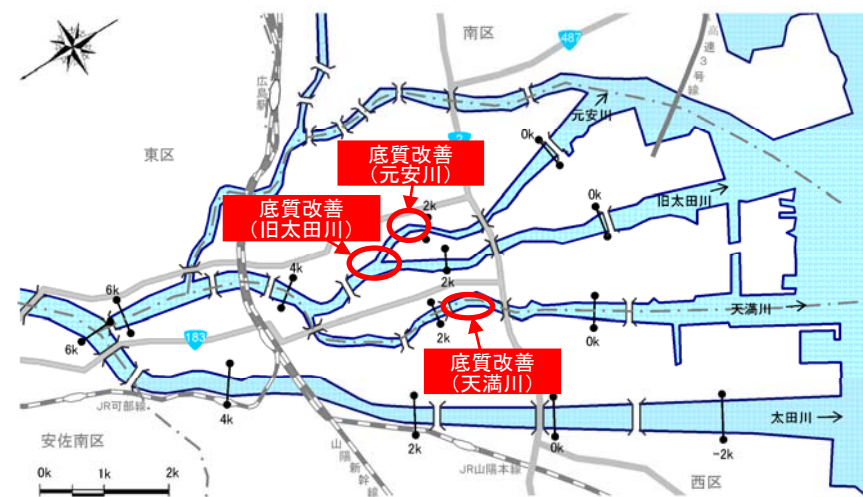 南区
487
高速3号線
広島駅
元安川
0k
2
東区
底質改善
(元安川)
2k
0k
旧太田川
底質改善
(旧太田川)
4k
6k
2k
天満川
183
6k
2k
0k
底質改善
(天満川)
4k
JR可部線
2k
0k
太田川
-2k
安佐南区
山陽新幹線
JR山陽本線
西区
0k 1k 2k